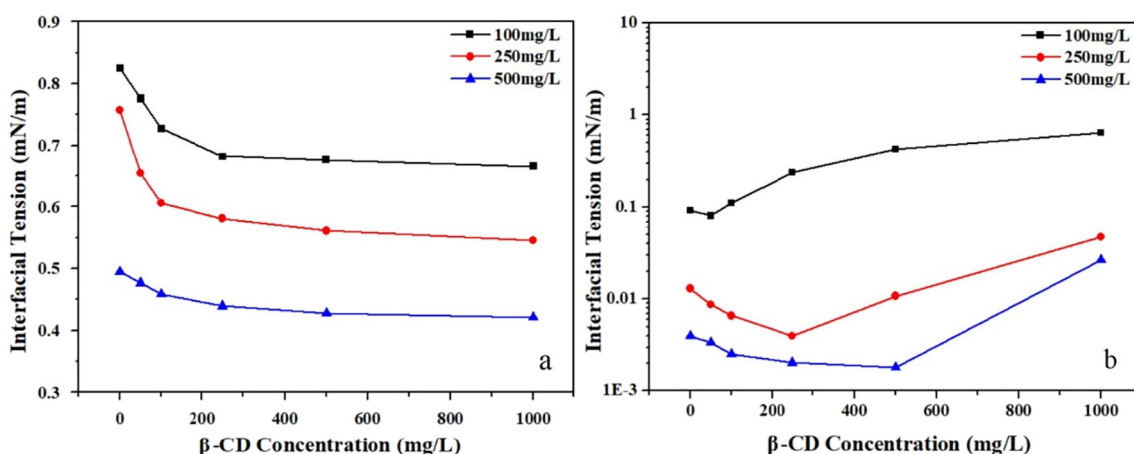 0.9
0.8
0.7
0.6
0.5
0.4
0.3
Interfacial Tension (mN/m)
100mg/L
250mg/L
500mg/L
a
0 200 400 600 800 1000
β-CD Concentration (mg/L)
10
1
0.1
0.01
1E-3
Interfacial Tension (mN/m)
100mg/L
250mg/L
500mg/L
b
0 200 400 600 800 1000
β-CD Concentration (mg/L)